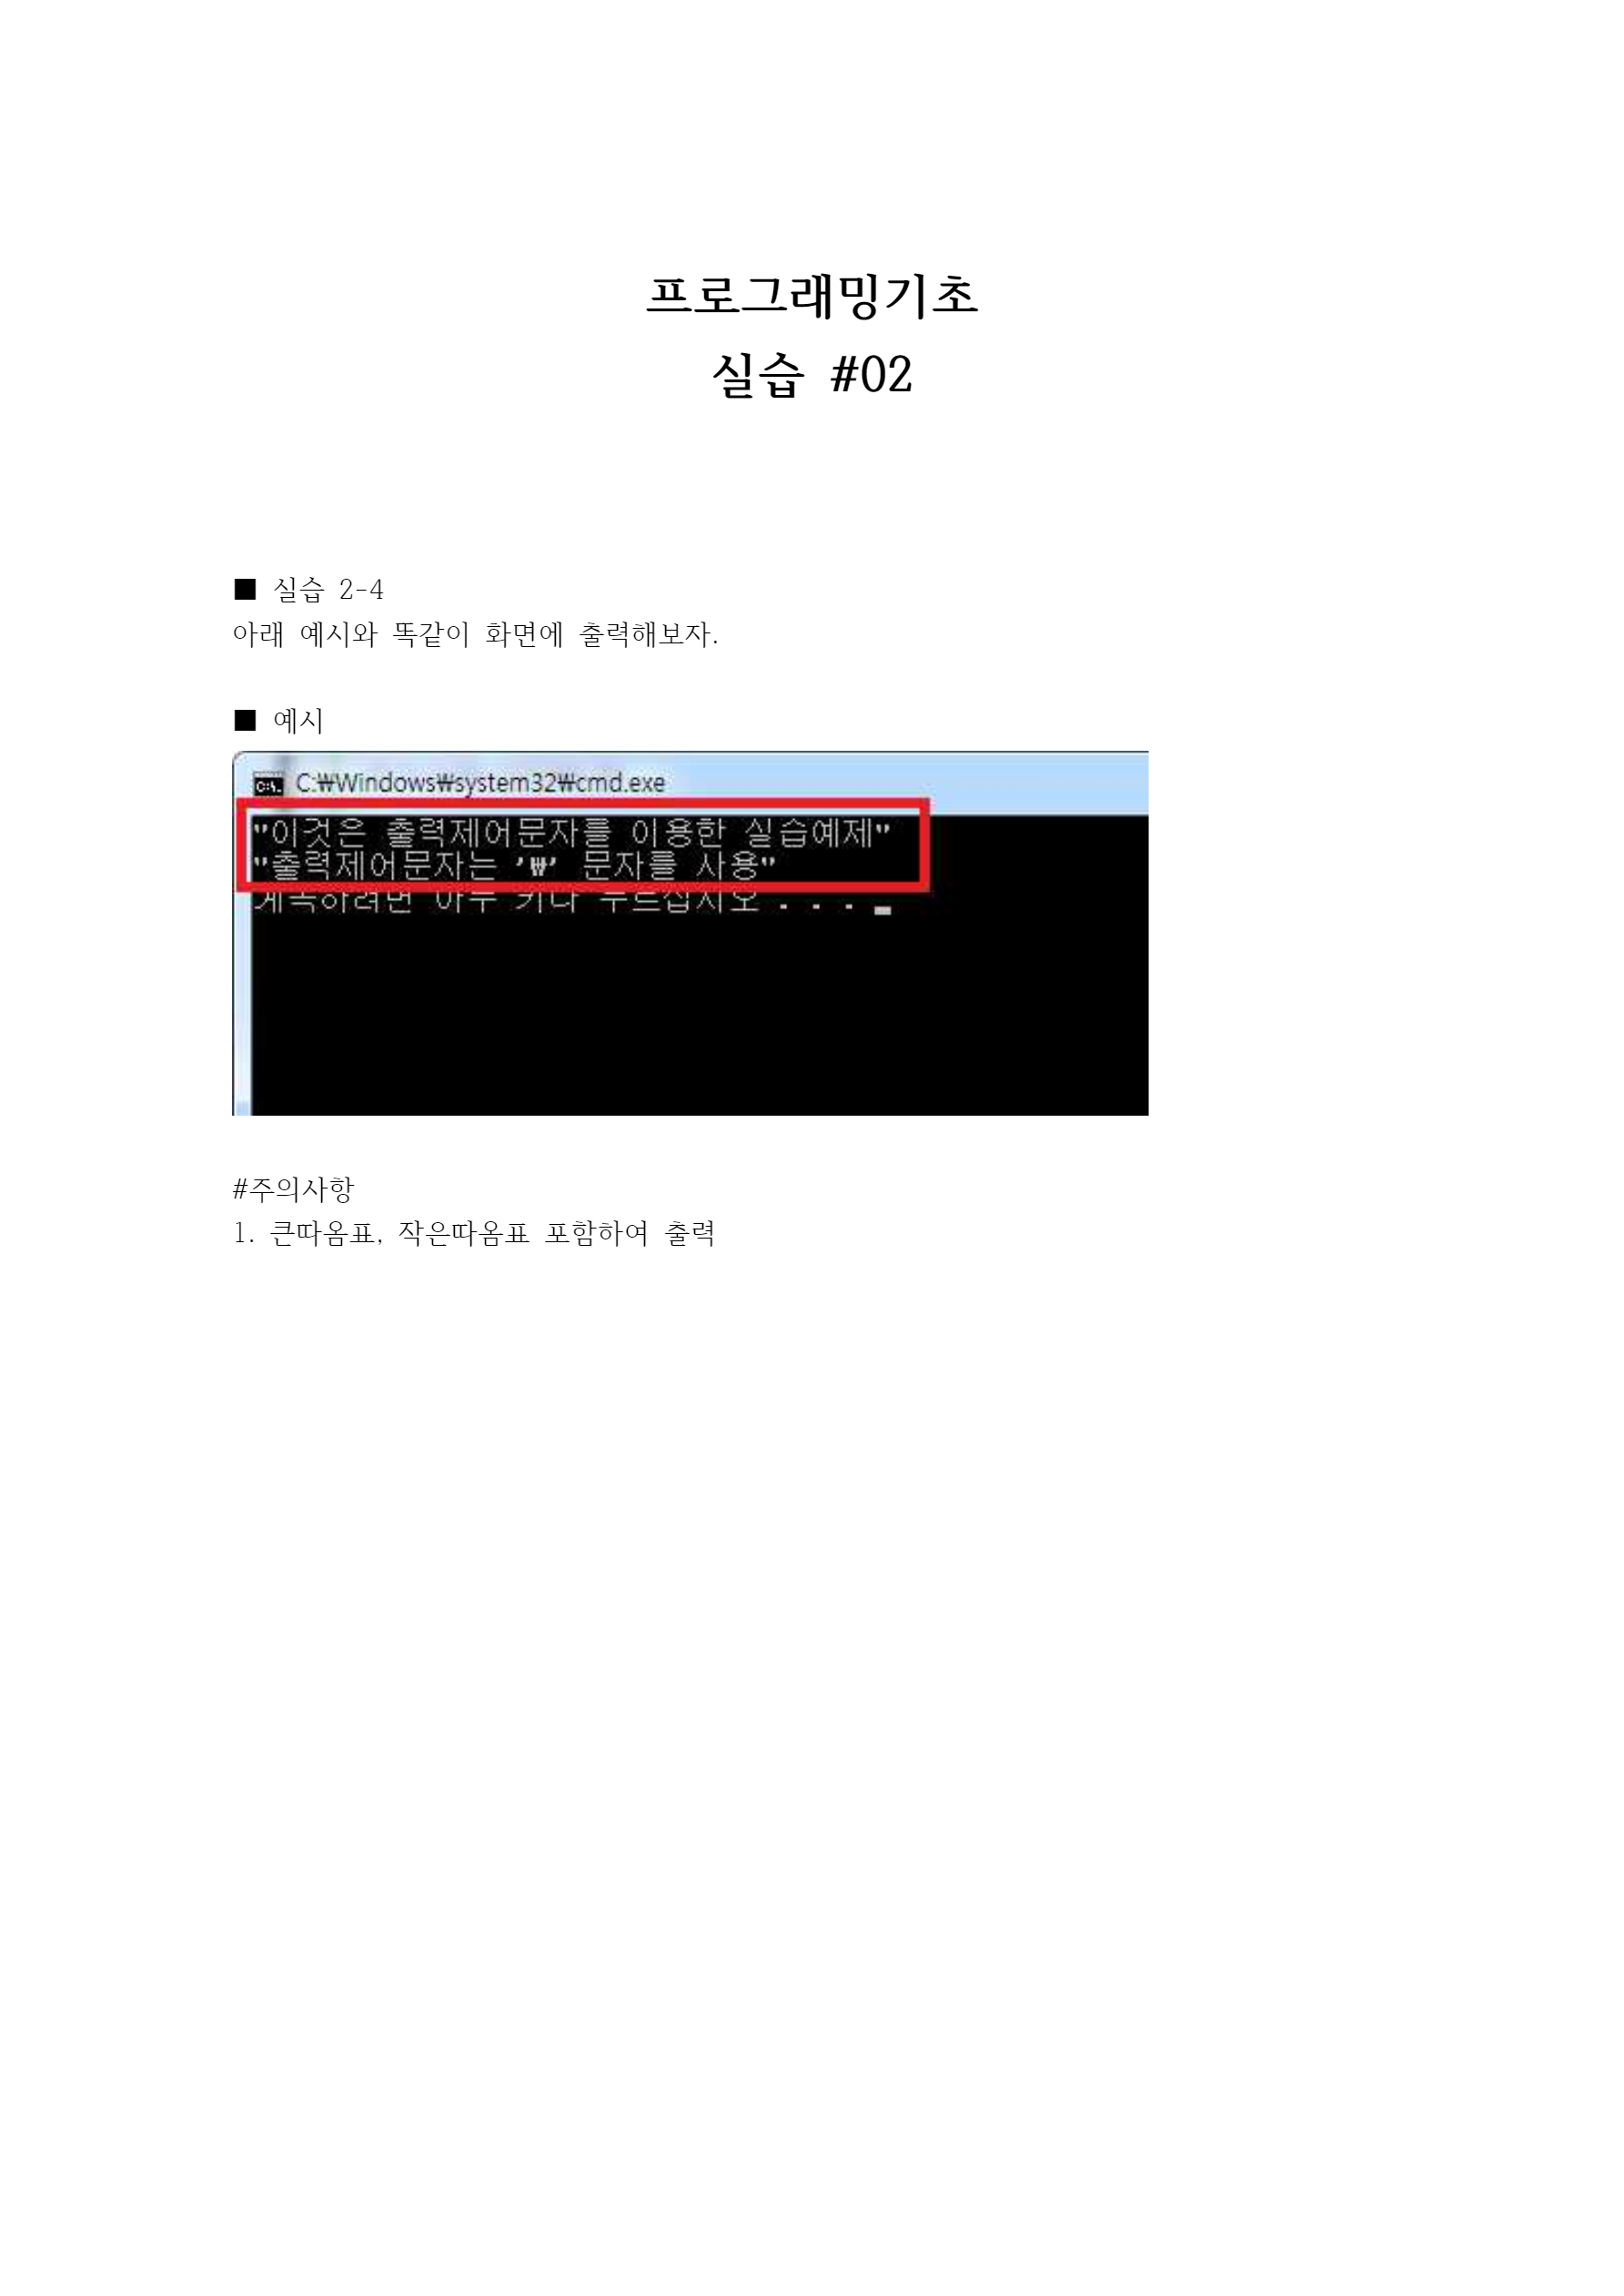 프로그래밍기초
실습 #02
■ 실습 2-4
아래 예시와 똑같이 화면에 출력해보자.
■ 예시
C:\_ C:₩Windows₩system32₩cmd.exe
"이것은 출력제어문자를 이용한 실습예제"
"출력제어문자는 '₩' 문자를 사용"
계속하려면 아무 키나 누르십시오 . . .
#주의사항
1. 큰따옴표, 작은따옴표 포함하여 출력